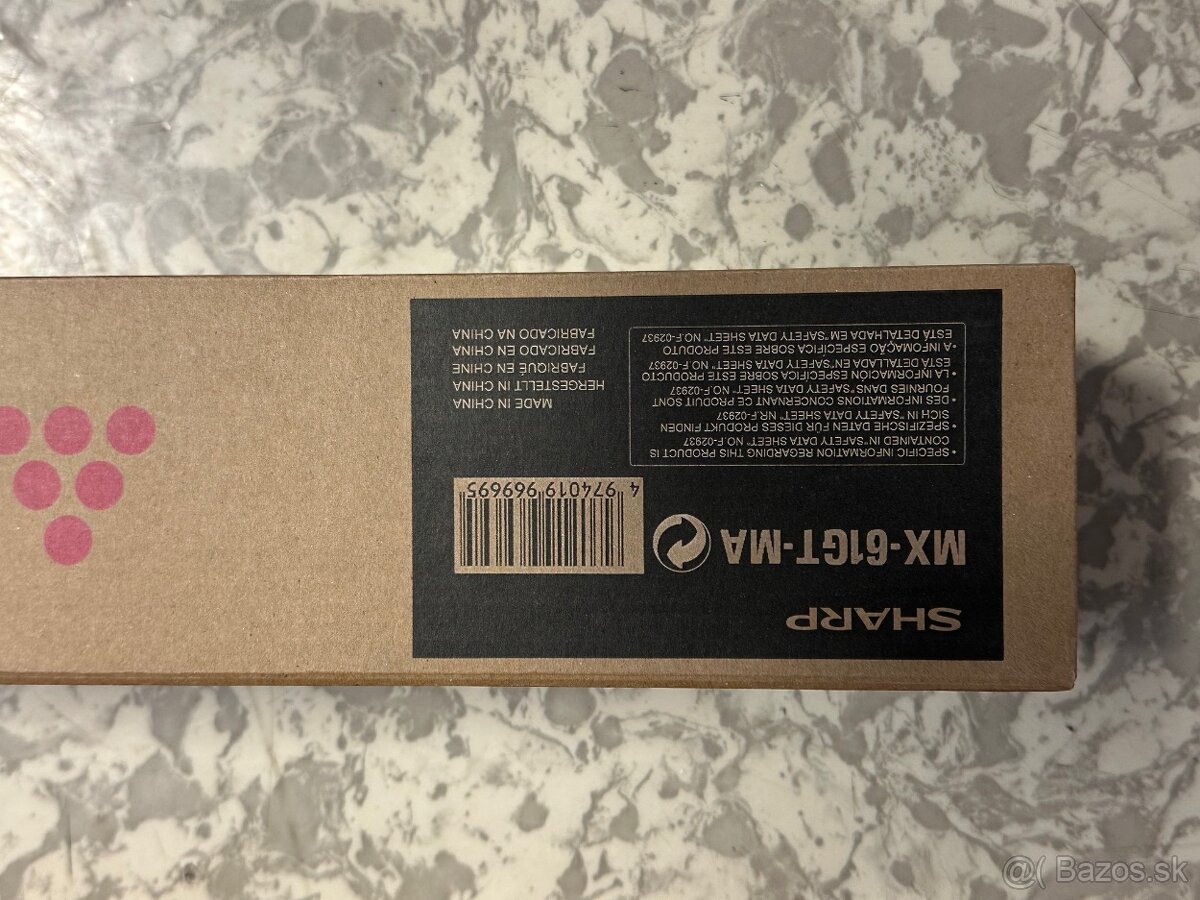 SHARP
MX-61GT-MA
4 974019 969695
• SPECIFIC INFORMATION REGARDING THIS PRODUCT IS
CONTAINED IN "SAFETY DATA SHEET" NO.F-02937
• SPEZIFISCHE DATEN FÜR DIESES PRODUKT FINDEN
SICH IN "SAFETY DATA SHEET" NR.F-02937
• DES INFORMATIONS CONCERNANT CE PRODUIT SONT
FOURNIES DANS "SAFETY DATA SHEET" NO.F-02937
• LA INFORMACIÓN ESPECÍFICA SOBRE ESTE PRODUCTO
ESTÁ DETALLADA EN "SAFETY DATA SHEET" NO.F-02937
• A INFORMAÇÃO ESPECÍFICA SOBRE ESTE PRODUTO
ESTÁ DETALHADA EM "SAFETY DATA SHEET" NO.F-02937
MADE IN CHINA
HERGESTELLT IN CHINA
FABRIQUÉ EN CHINE
FABRICADO EN CHINA
FABRICADO NA CHINA
@( Bazos.sk